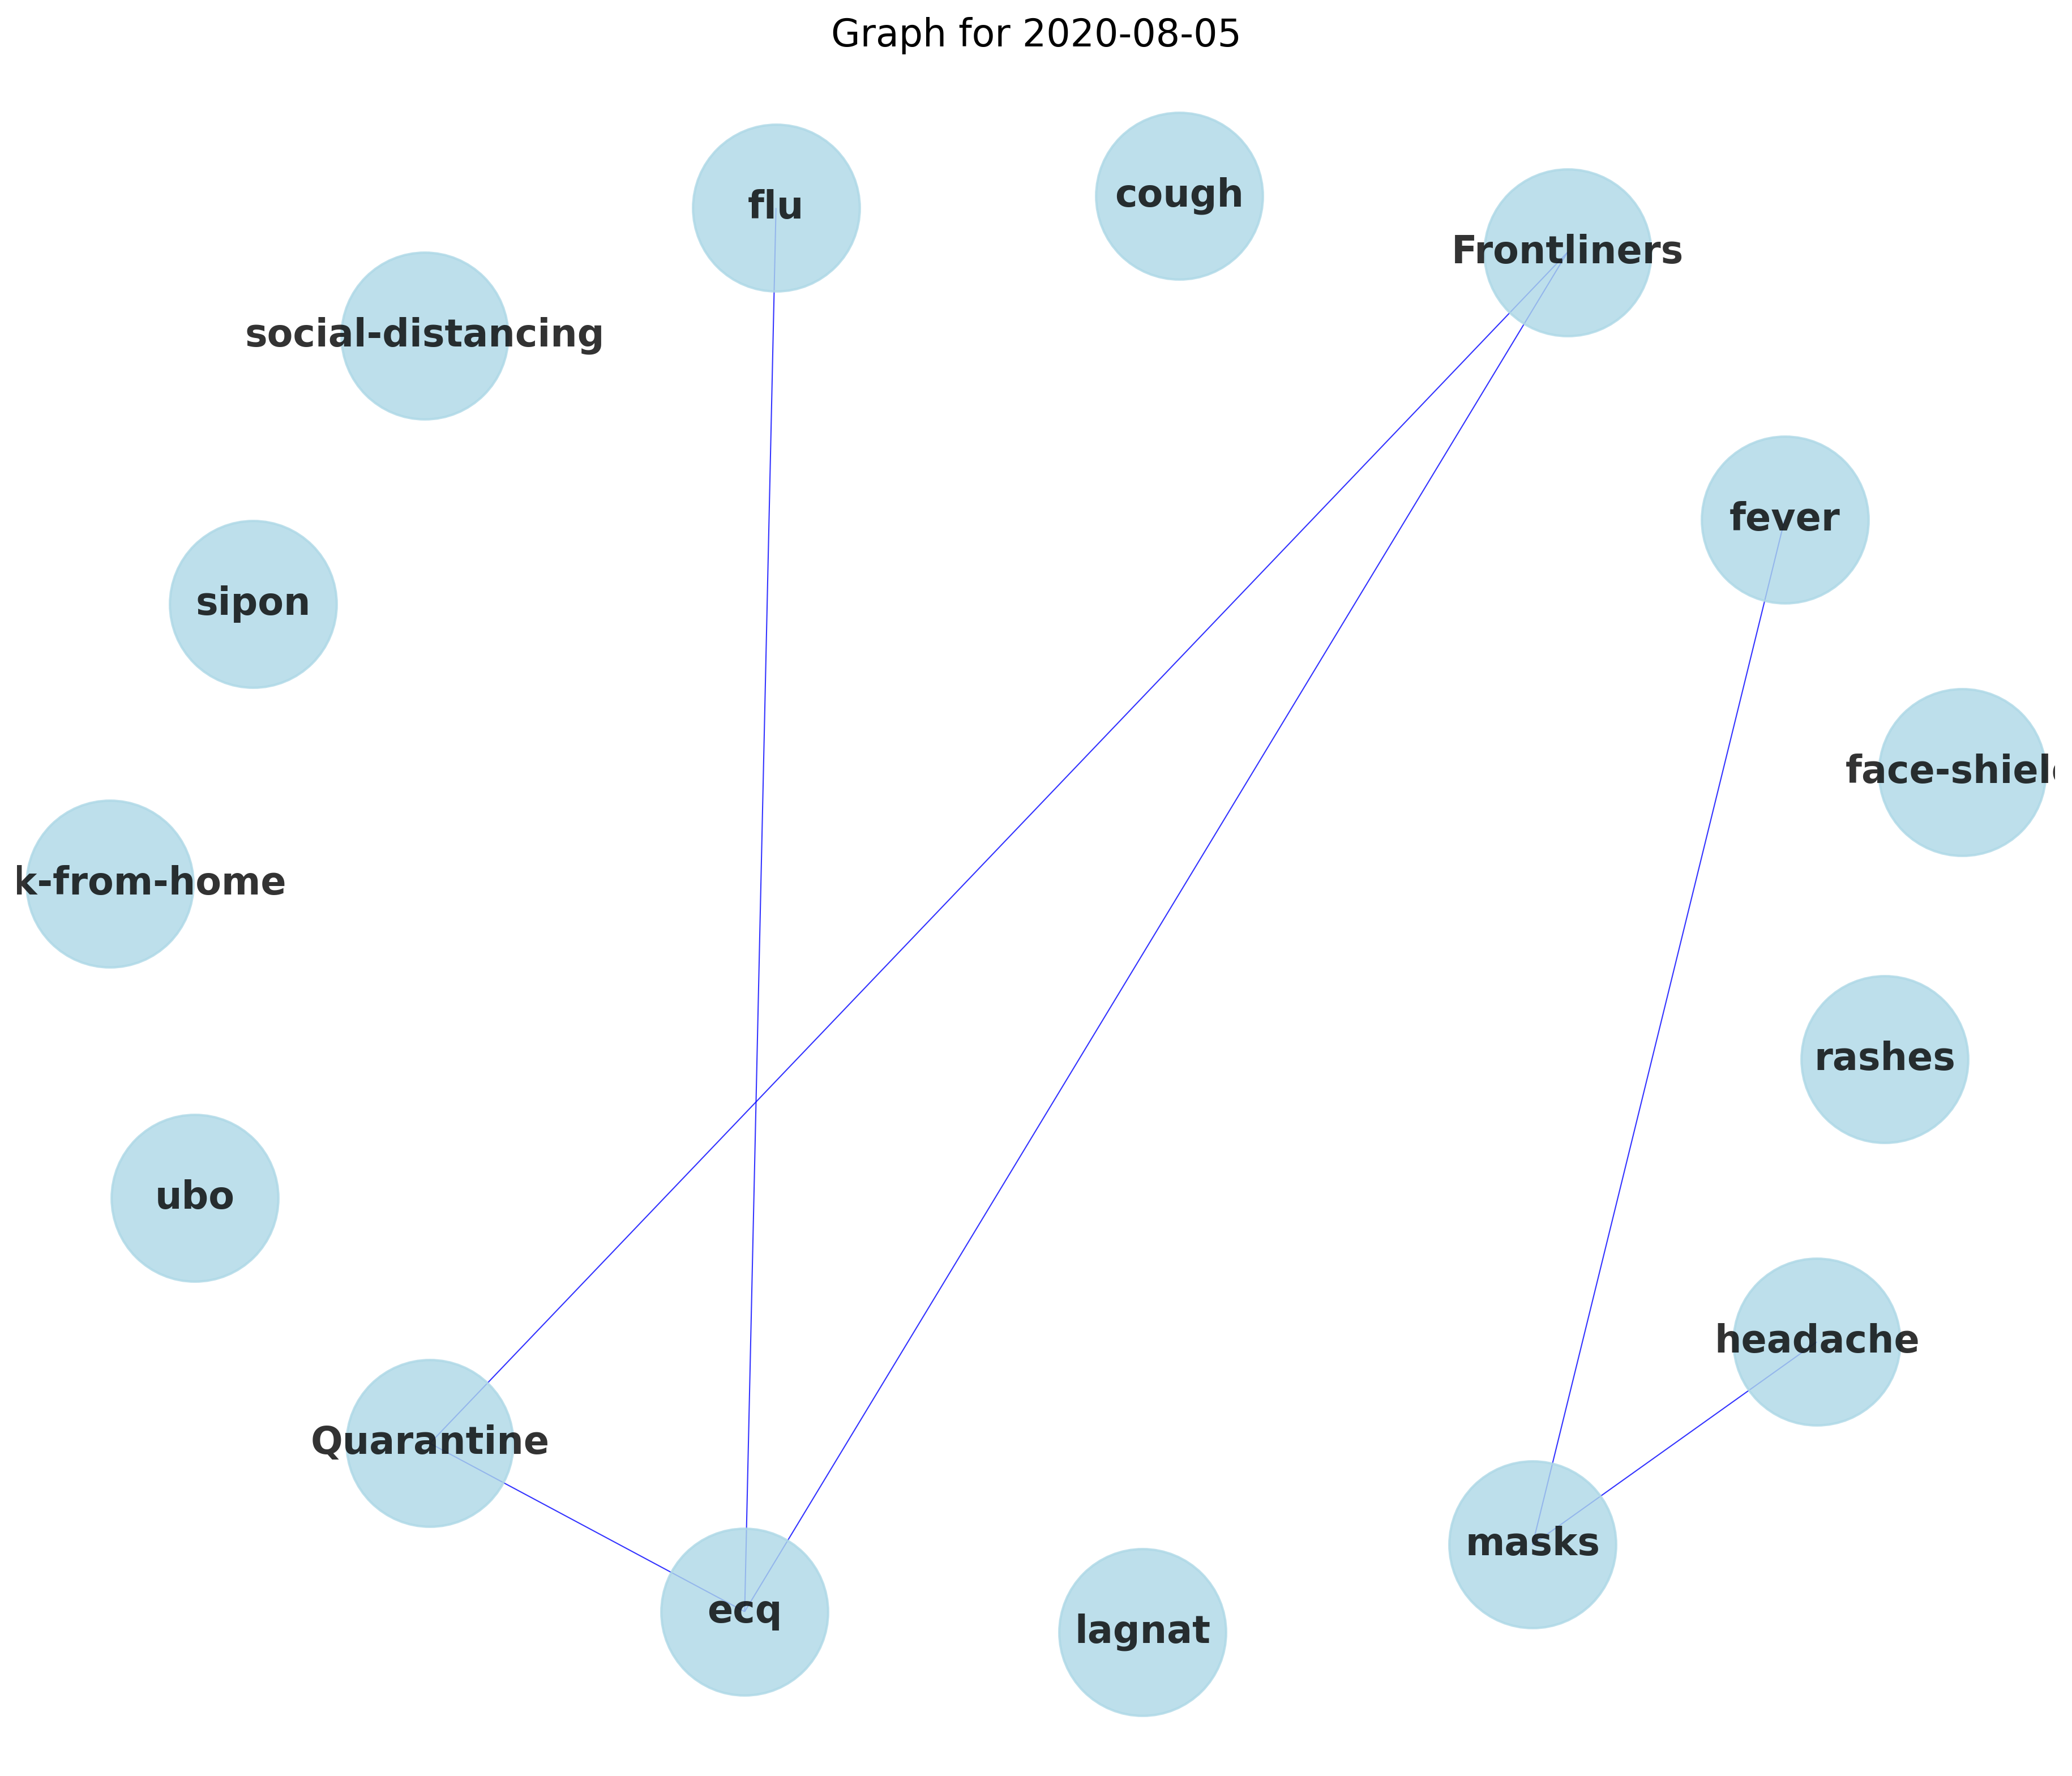 Graph for 2020-08-05
cough
flu
Frontliners
social-distancing
fever
sipon
face-shiel
k-from-home
rashes
ubo
headache
Quarantine
masks
ecq
lagnat